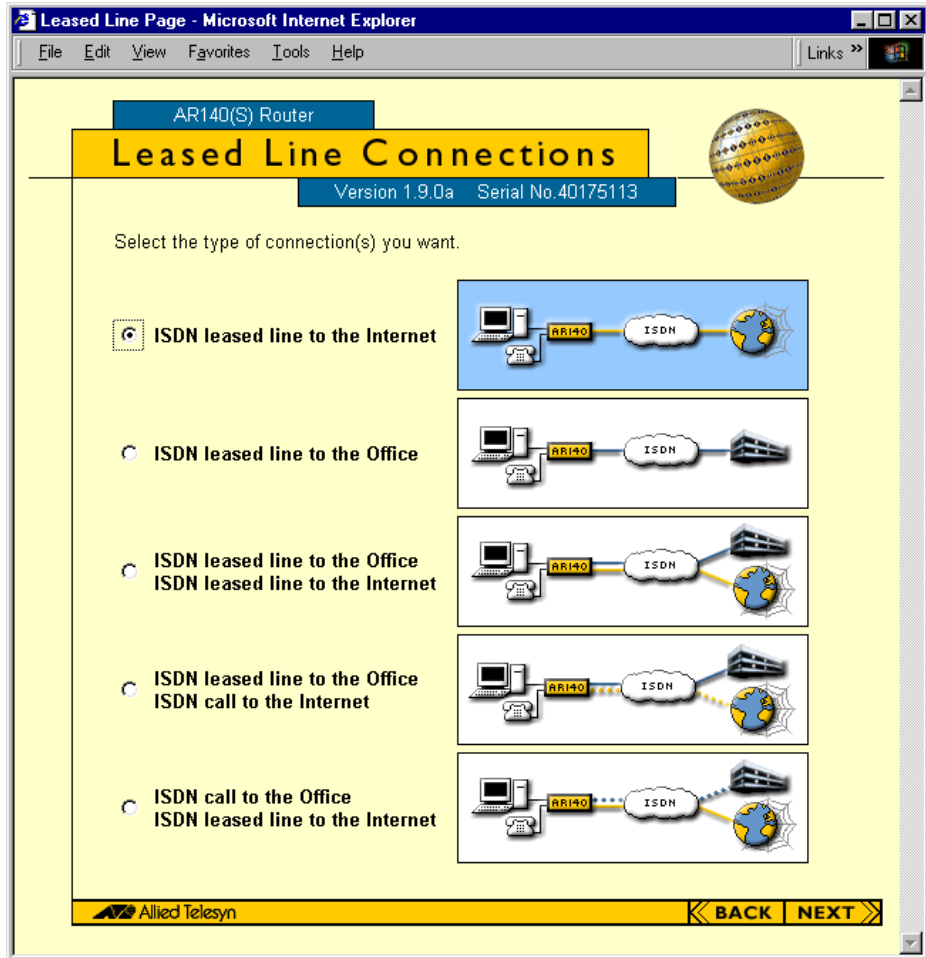 Leased Line Page - Microsoft Internet Explorer
File Edit View Favorites Tools Help Links »
AR140(S) Router
Leased Line Connections
Version 1.9.0a Serial No.40175113
Select the type of connection(s) you want.
ISDN leased line to the Internet
AR140 ISDN
ISDN leased line to the Office
AR140 ISDN
ISDN leased line to the Office
ISDN leased line to the Internet
AR140 ISDN
ISDN leased line to the Office
ISDN call to the Internet
AR140 ISDN
ISDN call to the Office
ISDN leased line to the Internet
AR140 ISDN
Allied Telesyn
BACK NEXT